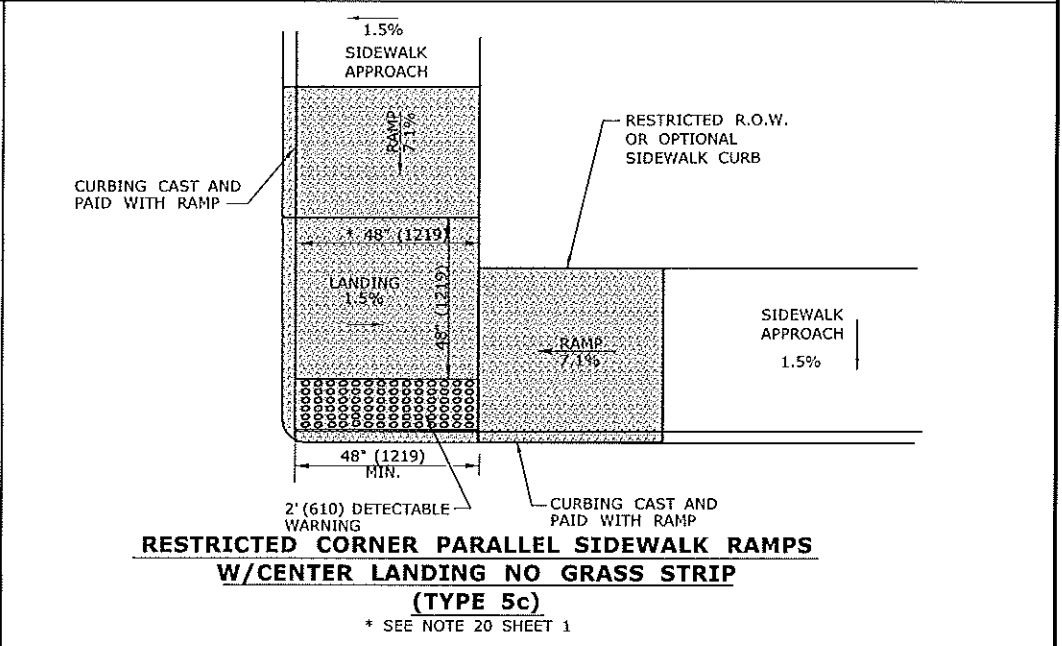 1.5%
SIDEWALK
APPROACH
RAMP
7.1%
RESTRICTED R.O.W.
OR OPTIONAL
SIDEWALK CURB
CURBING CAST AND
PAID WITH RAMP
* 48" (1219)
LANDING
1.5%
48" (1219)
RAMP
7.1%
SIDEWALK
APPROACH
1.5%
48" (1219)
MIN.
2' (610) DETECTABLE
WARNING
CURBING CAST AND
PAID WITH RAMP
RESTRICTED CORNER PARALLEL SIDEWALK RAMPS
W/CENTER LANDING NO GRASS STRIP
(TYPE 5c)
* SEE NOTE 20 SHEET 1